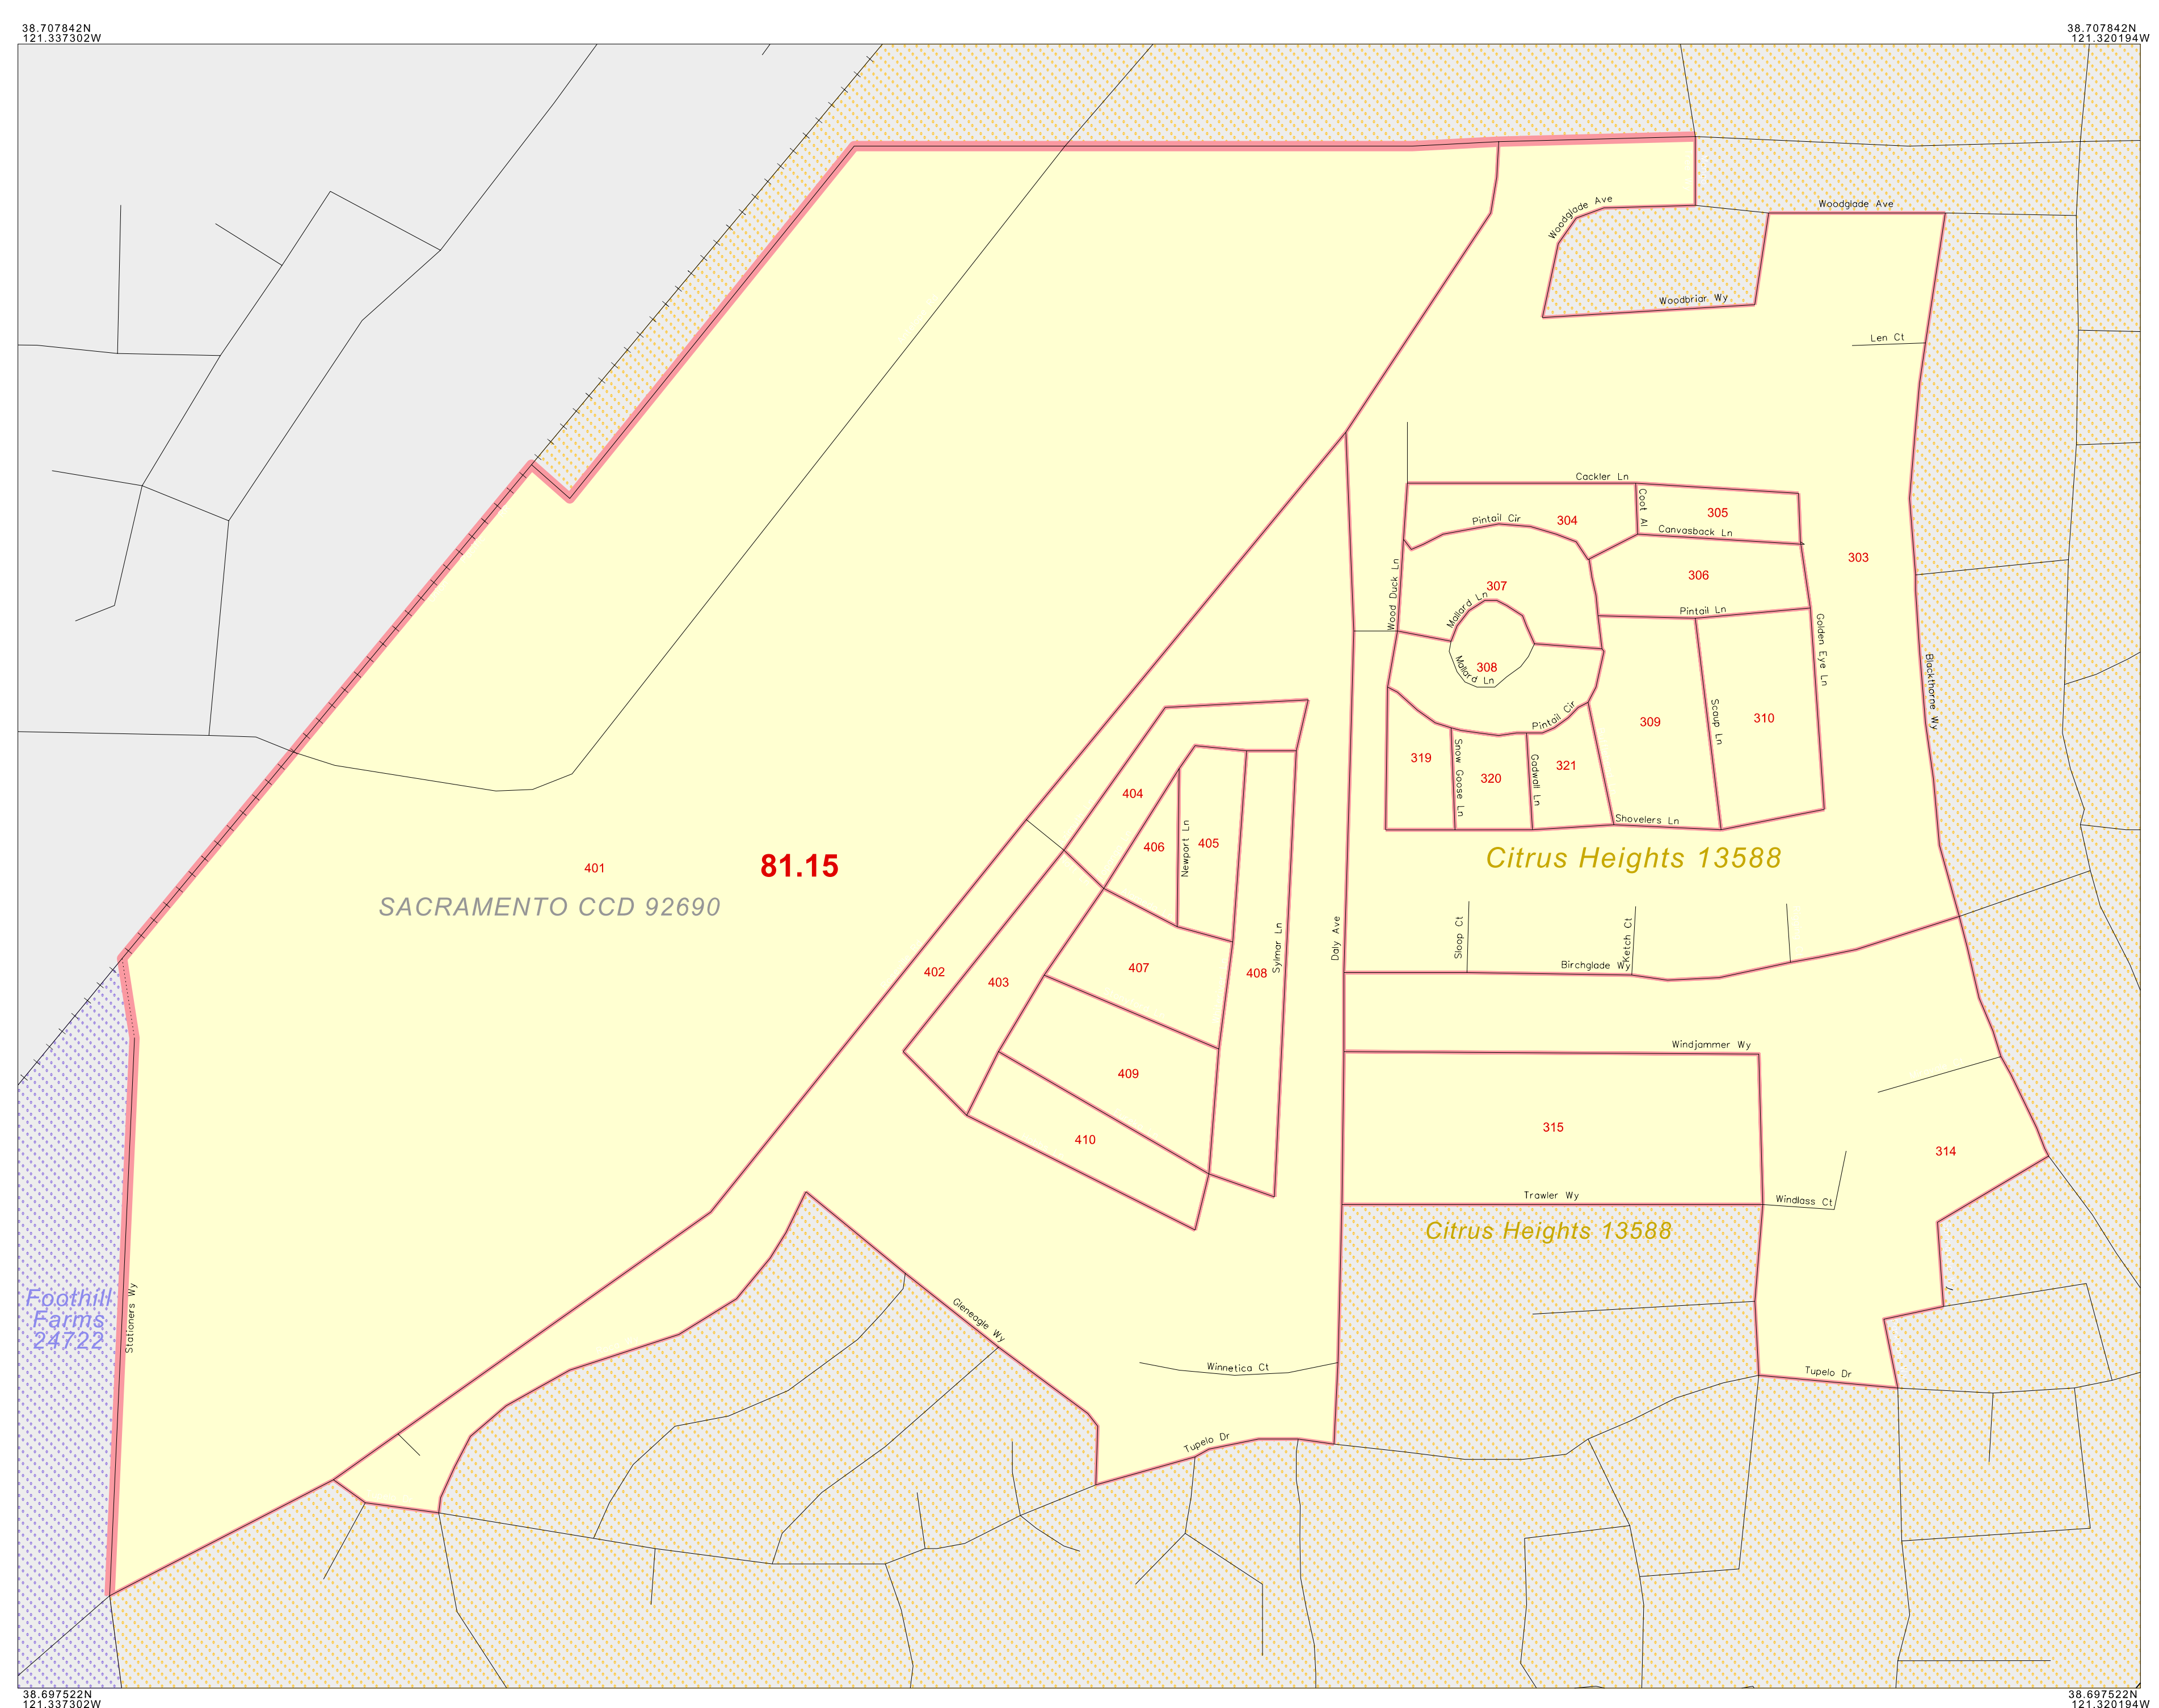 38.707842N
121.337302W
38.707842N
121.320194W
Woodglade Ave
Woodglade Ave
Woodbriar Wy
Len Ct
Cackler Ln
Coot Al
305
304
Pintail Cir
Canvasback Ln
303
306
307
Mallard Ln
Wood Duck Ln
Pintail Ln
Golden Eye Ln
Blackthorne Wy
308
Mallard Ln
Pintail Cir
309
Scaup Ln
310
319
Snow Goose Ln
320
Gadwall Ln
321
Shovelers Ln
404
406
Newport Ln
405
Citrus Heights 13588
401
81.15
SACRAMENTO CCD 92690
402
403
407
408
Sylmar Ln
Daly Ave
Sloop Ct
Ketch Ct
Birchglade Wy
Windjammer Wy
409
410
315
314
Trawler Wy
Windlass Ct
Citrus Heights 13588
Foothill
Farms
24722
Stationers Wy
Gleneagle Wy
Winnetica Ct
Tupelo Dr
Tupelo Dr
38.697522N
121.337302W
38.697522N
121.320194W